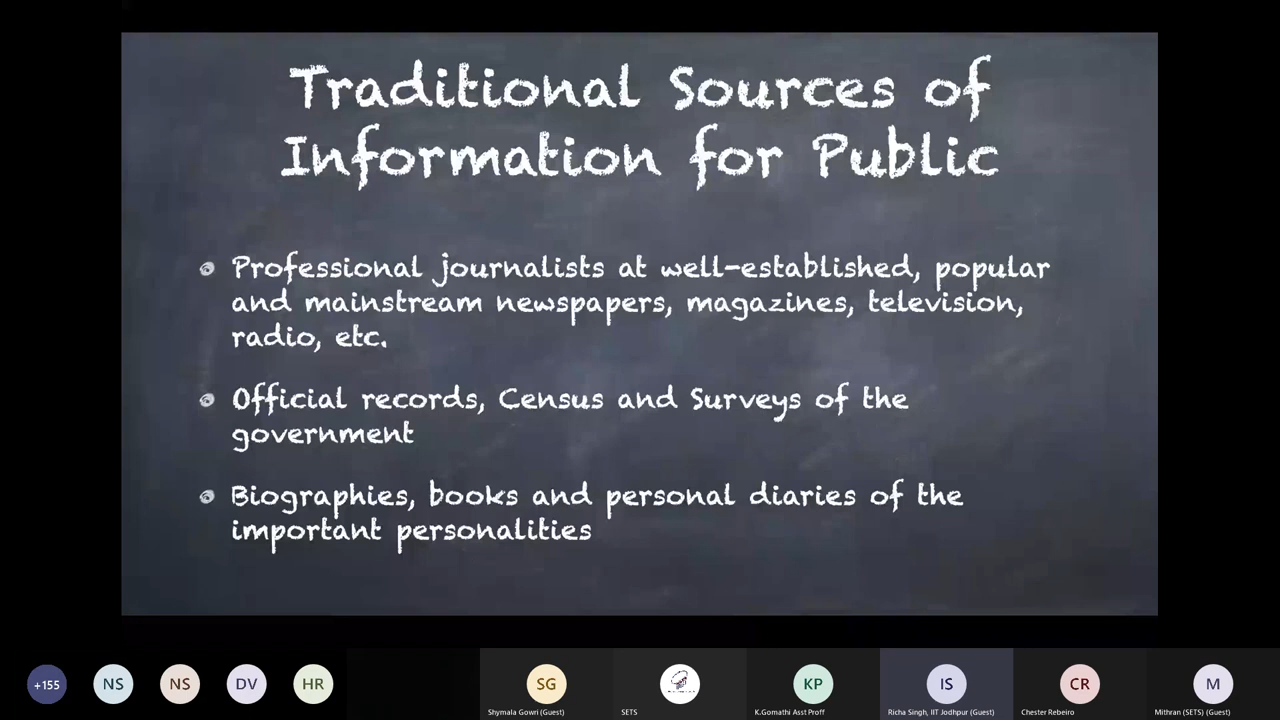 Traditional Sources of
Information for Public
Professional journalists at well-established, popular
and mainstream newspapers, magazines, television,
radio, etc.
Official records, Census and Surveys of the
government
Biographies, books and personal diaries of the
important personalities
+155
NS
NS
DV
HR
SG
KP
IS
CR
M
Shymala Gowri (Guest)
SETS
K.Gomathi Asst Proff
Richa Singh, IIT Jodhpur (Guest)
Chester Rebeiro
Mithran (SETS) (Guest)